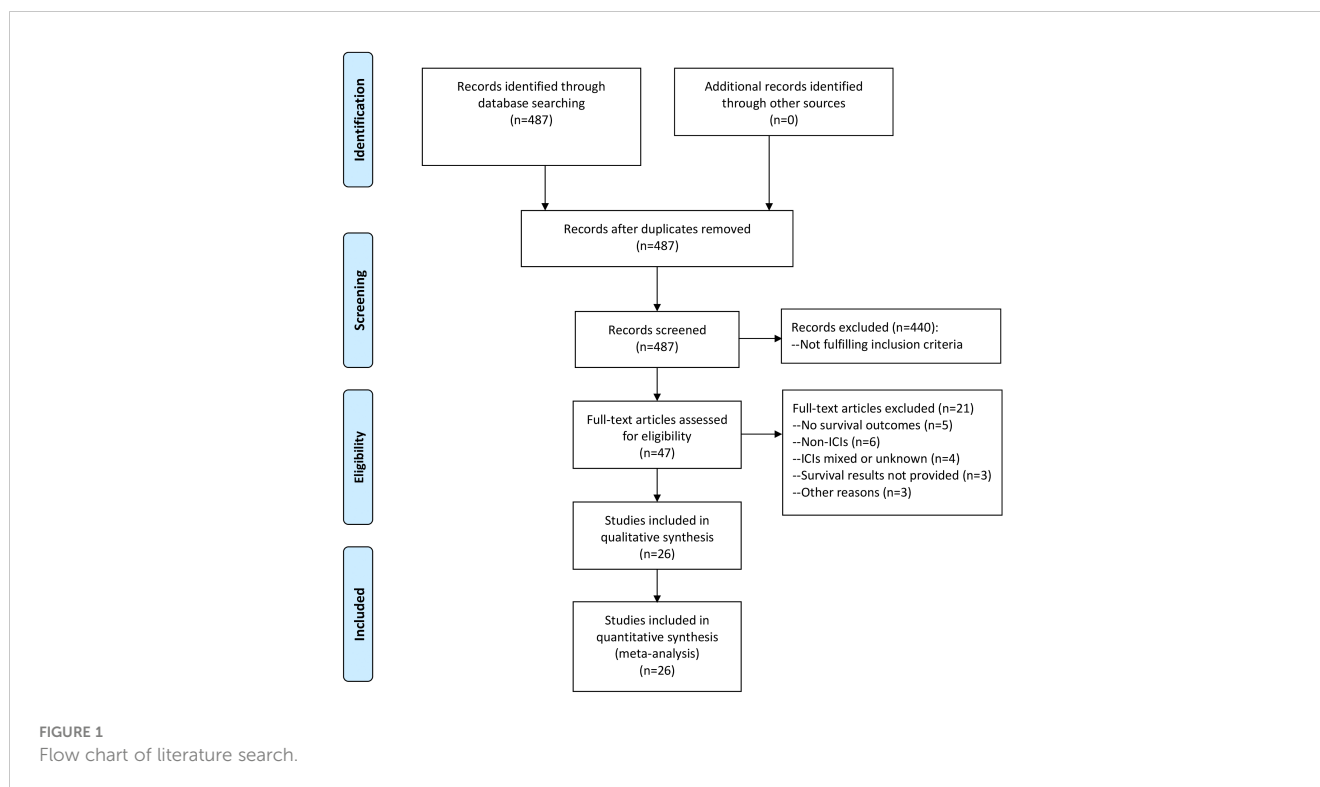 Identification
Records identified through
database searching
(n=487)
Additional records identified
through other sources
(n=0)
Records after duplicates removed
(n=487)
Screening
Records screened
(n=487)
Records excluded (n=440):
--Not fulfilling inclusion criteria
Eligibility
Full-text articles assessed
for eligibility
(n=47)
Full-text articles excluded (n=21)
--No survival outcomes (n=5)
--Non-ICIs (n=6)
--ICIs mixed or unknown (n=4)
--Survival results not provided (n=3)
--Other reasons (n=3)
Studies included in
qualitative synthesis
(n=26)
Included
Studies included in
quantitative synthesis
(meta-analysis)
(n=26)
FIGURE 1
Flow chart of literature search.